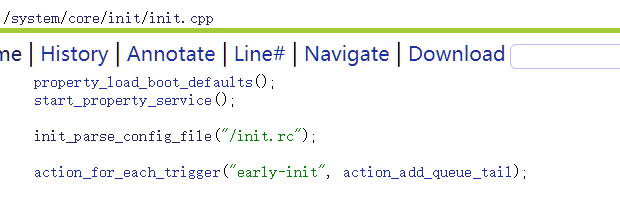 /system/core/init/init.cpp
me | History | Annotate | Line# | Navigate | Download
property_load_boot_defaults();
start_property_service();
init_parse_config_file("/init.rc");
action_for_each_trigger("early-init", action_add_queue_tail);